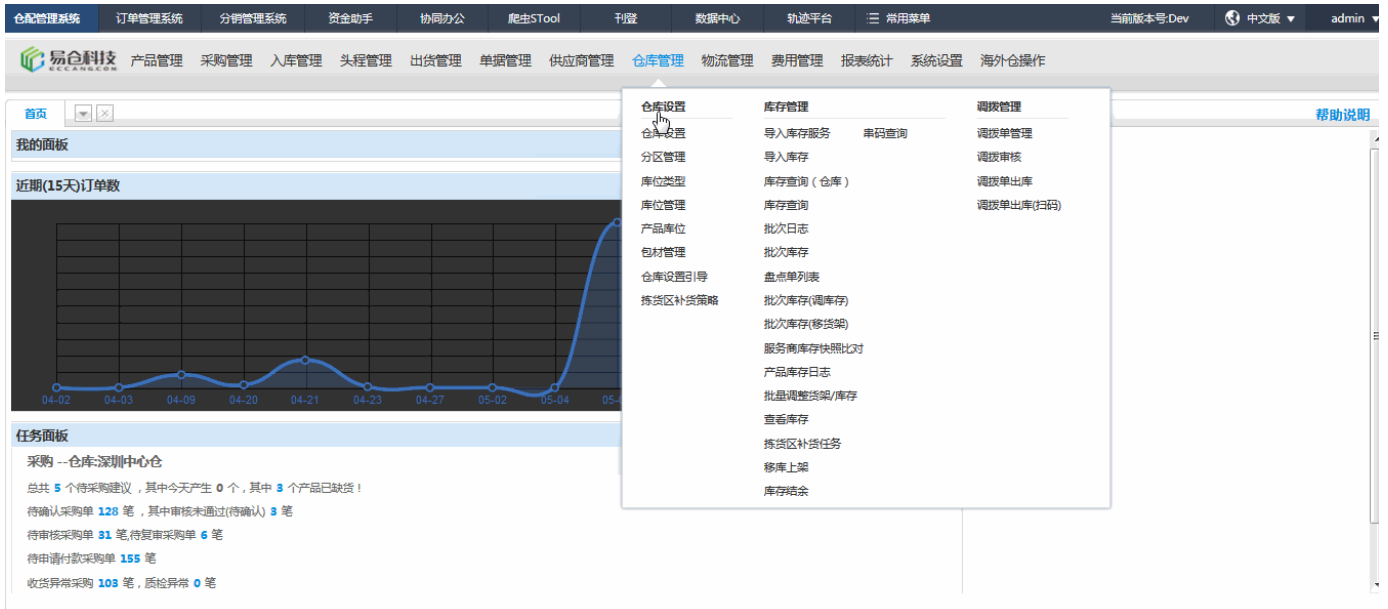 仓配管理系统 订单管理系统 分销管理系统 资金助手 协同办公 爬虫STool 刊登 数据中心 轨迹平台 常用菜单 当前版本号:Dev 中文版 admin
易仓科技 产品管理 采购管理 入库管理 头程管理 出货管理 单据管理 供应商管理 仓库管理 物流管理 费用管理 报表统计 系统设置 海外仓操作
ECCANG.COM
首页 帮助说明
我的面板
近期(15天)订单数
04-02 04-03 04-09 04-20 04-21 04-23 04-27 05-02 05-04 05-
任务面板
采购 --仓库:深圳中心仓
总共 5 个待采购建议 , 其中今天产生 0 个 , 其中 3 个产品已缺货 !
待确认采购单 128 笔 , 其中审核未通过(待确认) 3 笔
待审核采购单 31 笔,待复审采购单 6 笔
待申请付款采购单 155 笔
收货异常采购 103 笔 , 质检异常 0 笔
仓库设置
仓库设置
分区管理
库位类型
库位管理
产品库位
包材管理
仓库设置引导
拣货区补货策略
库存管理
导入库存服务 串码查询
导入库存
库存查询 ( 仓库 )
库存查询
批次日志
批次库存
盘点单列表
批次库存(调库存)
批次库存(移货架)
服务商库存快照比对
产品库存日志
批量调整货架/库存
查看库存
拣货区补货任务
移库上架
库存结余
调拨管理
调拨单管理
调拨审核
调拨单出库
调拨单出库(扫码)